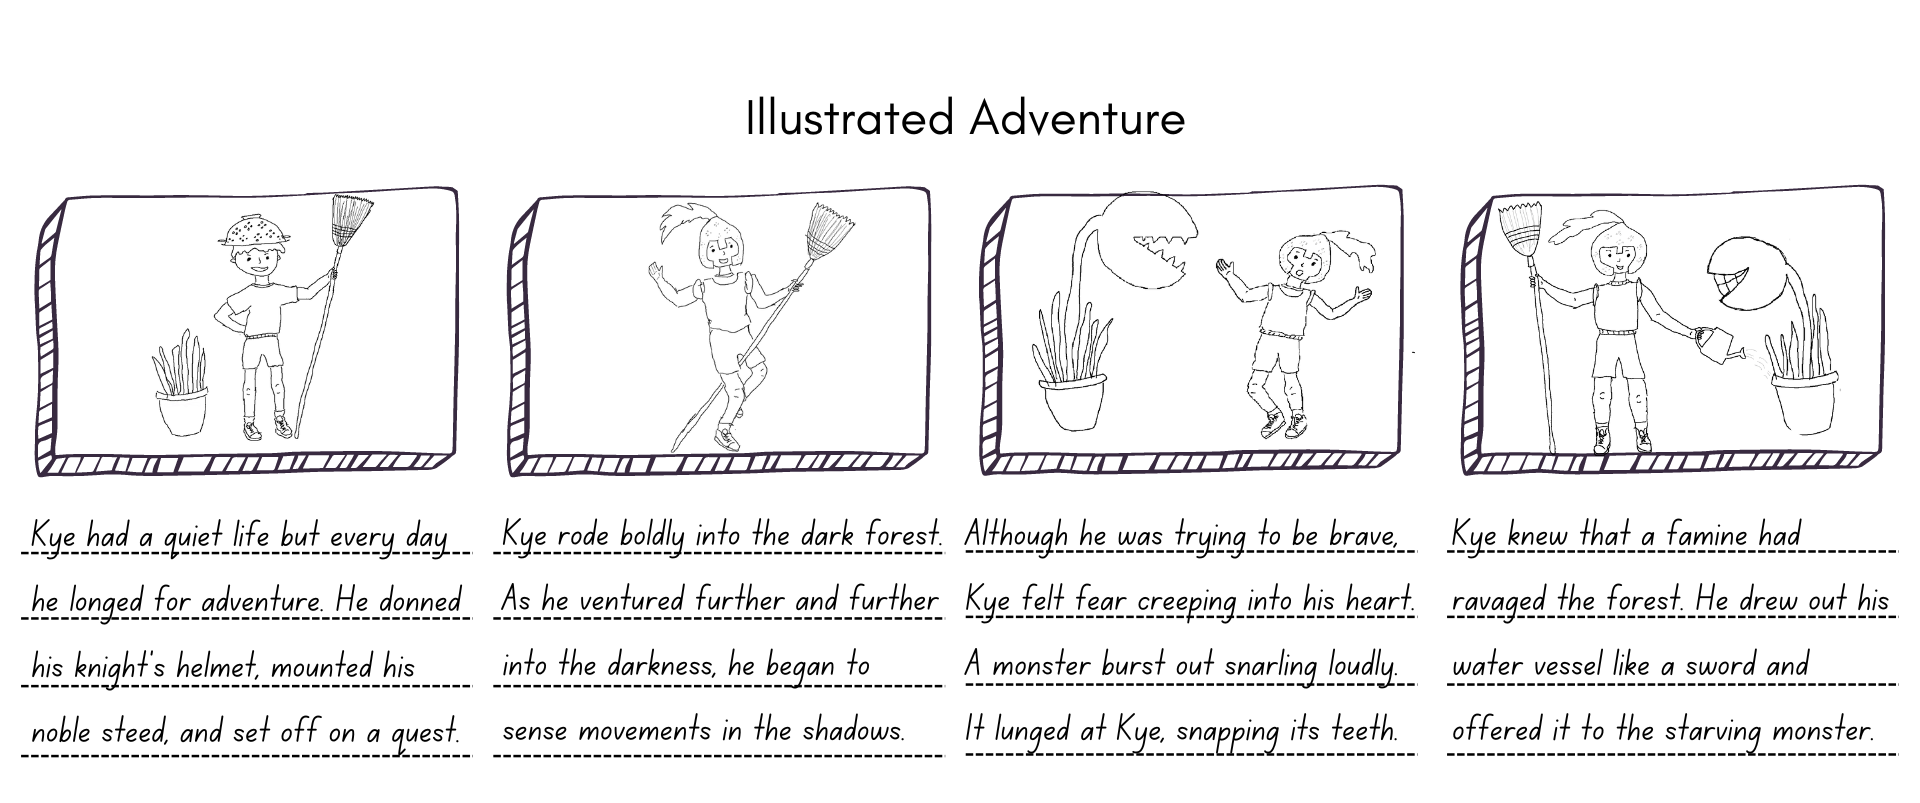 Illustrated Adventure
Kye had a quiet life but every day
he longed for adventure. He donned
his knight's helmet, mounted his
noble steed, and set off on a quest.
Kye rode boldly into the dark forest.
As he ventured further and further
into the darkness, he began to
sense movements in the shadows.
Although he was trying to be brave,
Kye felt fear creeping into his heart.
A monster burst out snarling loudly.
It lunged at Kye, snapping its teeth.
Kye knew that a famine had
ravaged the forest. He drew out his
water vessel like a sword and
offered it to the starving monster.